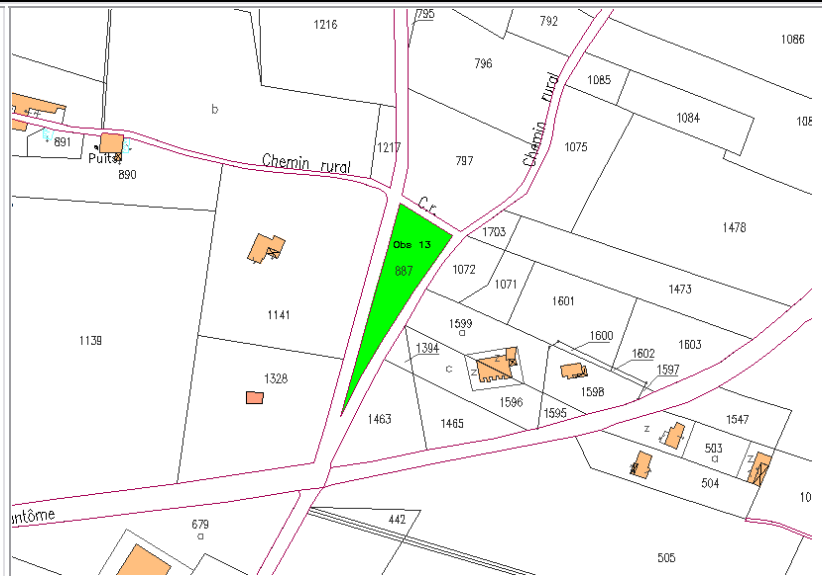 795
1216
792
1086
796
1085
b
1084
108
891
Puits
890
1217
Chemin rural
797
Chemin rural
1075
C.r.
1703
1478
Obs 13
887
1072
1071
1473
1601
1141
1599
a
1139
1600
1603
1394
1602
1328
c
z
z
1597
1598
1596
1463
1465
1595
1547
z
503
a
z
504
10
ntôme
679
a
442
505